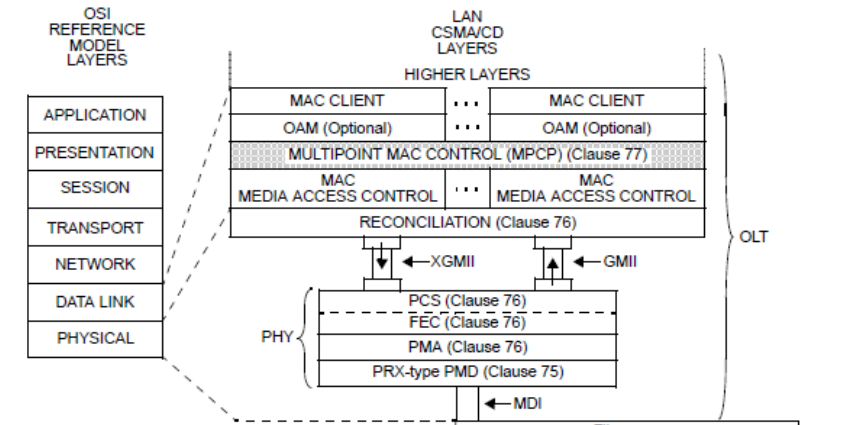 OSI
REFERENCE
MODEL
LAYERS
LAN
CSMA/CD
LAYERS
HIGHER LAYERS
APPLICATION
PRESENTATION
SESSION
TRANSPORT
NETWORK
DATA LINK
PHYSICAL
MAC CLIENT
...
MAC CLIENT
OAM (Optional)
...
OAM (Optional)
MULTIPOINT MAC CONTROL (MPCP) (Clause 77)
MAC
MEDIA ACCESS CONTROL
...
MAC
MEDIA ACCESS CONTROL
RECONCILIATION (Clause 76)
XGMII
GMII
OLT
PHY
PCS (Clause 76)
FEC (Clause 76)
PMA (Clause 76)
PRX-type PMD (Clause 75)
MDI